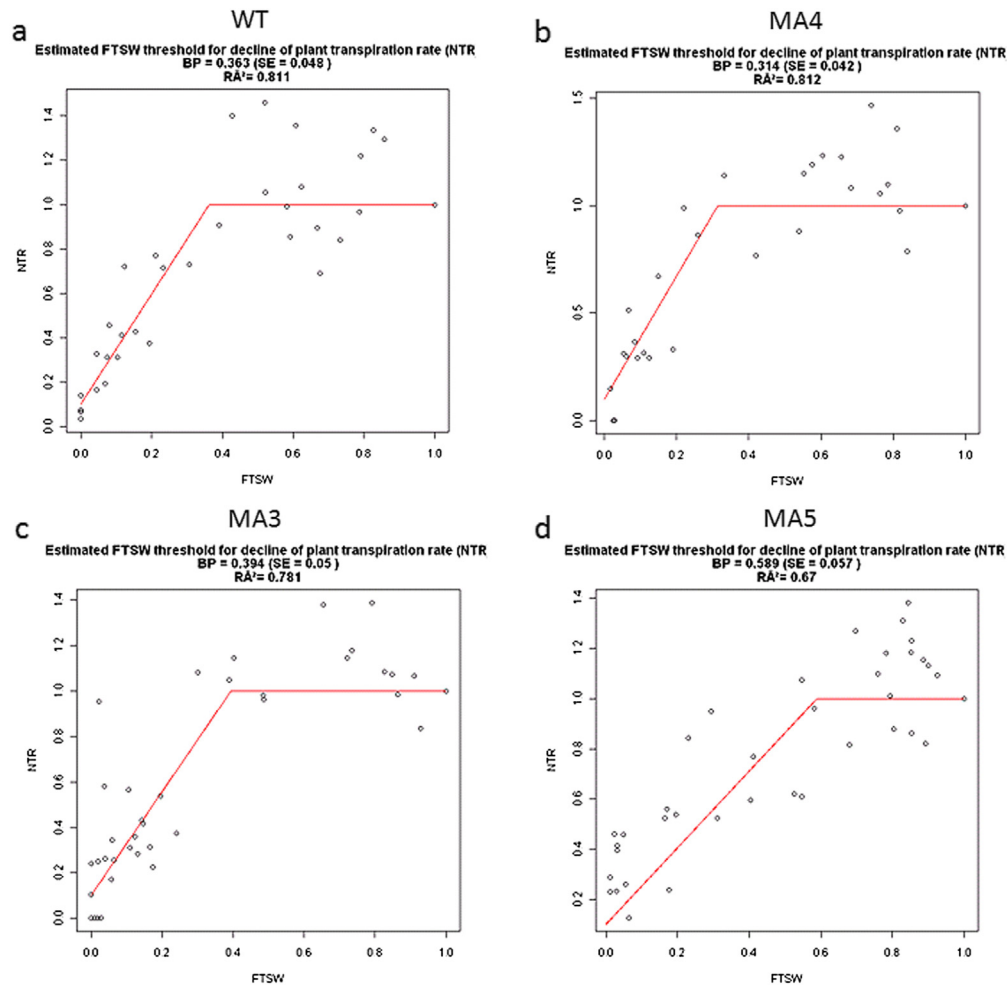 a
WT
Estimated FTSW threshold for decline of plant transpiration rate (NTR
BP = 0.363 (SE = 0.048 )
RÂ²= 0.811
NTR
0.0 0.2 0.4 0.6 0.8 1.0 1.2 1.4
0.0 0.2 0.4 0.6 0.8 1.0
FTSW
b
MA4
Estimated FTSW threshold for decline of plant transpiration rate (NTR
BP = 0.314 (SE = 0.042 )
RÂ²= 0.812
NTR
0.0 0.5 1.0 1.5
0.0 0.2 0.4 0.6 0.8 1.0
FTSW
c
MA3
Estimated FTSW threshold for decline of plant transpiration rate (NTR
BP = 0.394 (SE = 0.05 )
RÂ²= 0.781
NTR
0.0 0.2 0.4 0.6 0.8 1.0 1.2 1.4
0.0 0.2 0.4 0.6 0.8 1.0
FTSW
d
MA5
Estimated FTSW threshold for decline of plant transpiration rate (NTR
BP = 0.589 (SE = 0.057 )
RÂ²= 0.67
NTR
0.2 0.4 0.6 0.8 1.0 1.2 1.4
0.0 0.2 0.4 0.6 0.8 1.0
FTSW